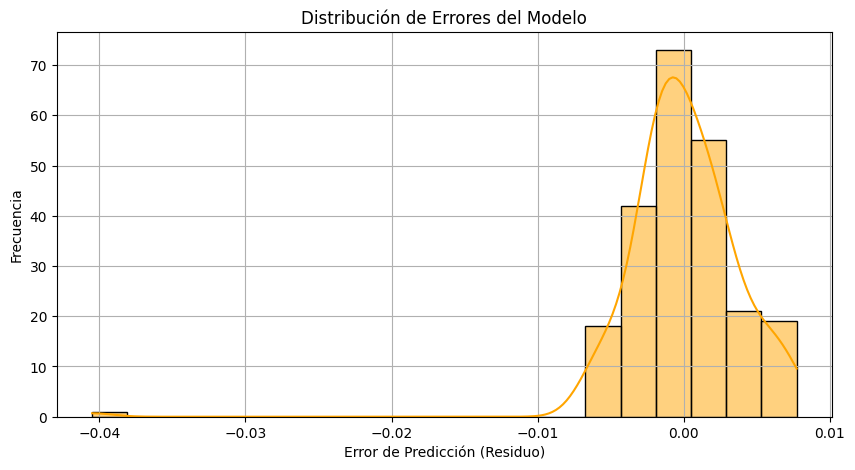 Distribución de Errores del Modelo
Frecuencia
70
60
50
40
30
20
10
0
−0.04 −0.03 −0.02 −0.01 0.00 0.01
Error de Predicción (Residuo)